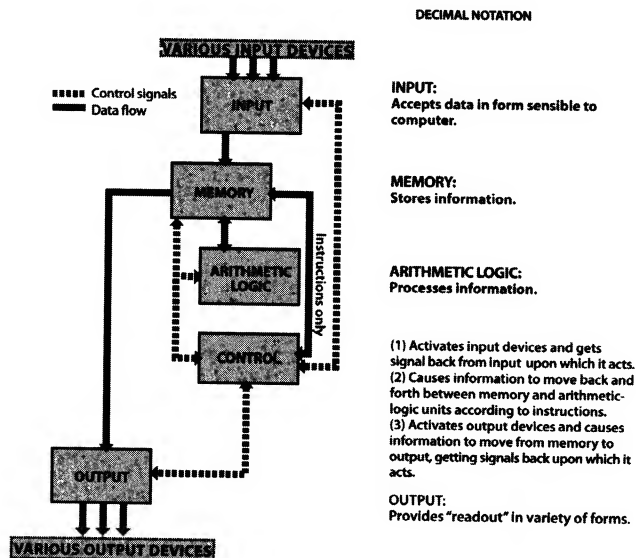 DECIMAL NOTATION
VARIOUS INPUT DEVICES
Control signals
Data flow
INPUT
INPUT:
Accepts data in form sensible to
computer.
MEMORY
MEMORY:
Stores information.
Instructions only
ARITHMETIC
LOGIC
ARITHMETIC LOGIC:
Processes information.
CONTROL
(1) Activates input devices and gets
signal back from input upon which it acts.
(2) Causes information to move back and
forth between memory and arithmetic-
logic units according to instructions.
(3) Activates output devices and causes
information to move from memory to
output, getting signals back upon which it
acts.
OUTPUT
OUTPUT:
Provides "readout" in variety of forms.
VARIOUS OUTPUT DEVICES